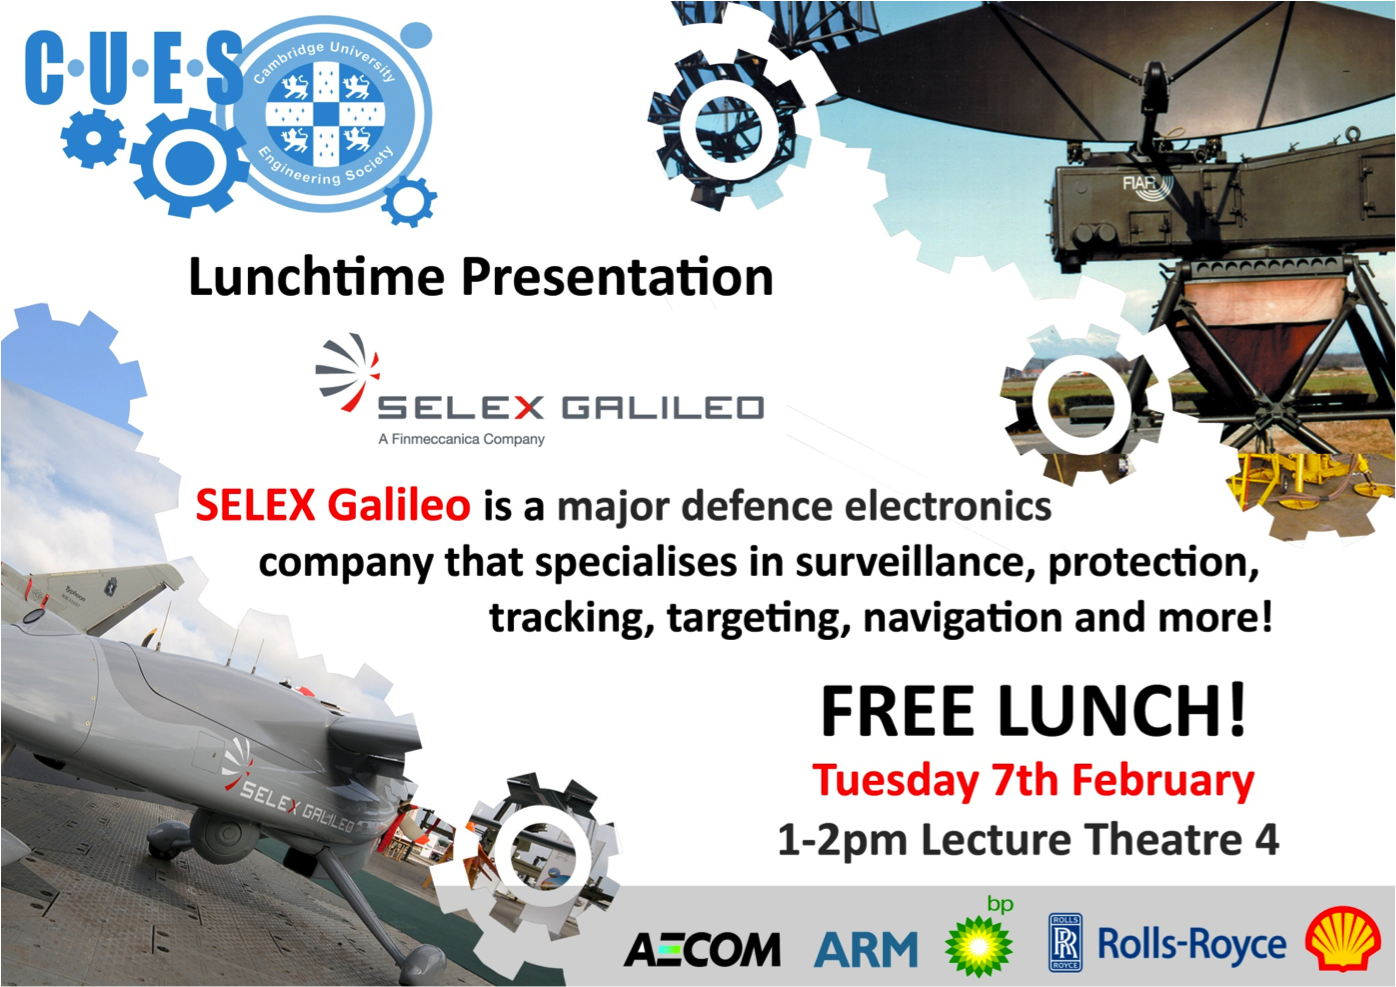 C·U·E·S
Cambridge University
Engineering Society
FIAR
Lunchtime Presentation
SELEX GALILEO
A Finmeccanica Company
SELEX Galileo is a major defence electronics
company that specialises in surveillance, protection,
tracking, targeting, navigation and more!
Typhoon
SELEX GALILEO
FREE LUNCH!
Tuesday 7th February
1-2pm Lecture Theatre 4
AECOM
ARM
bp
ROLLS
RR
ROYCE
Rolls-Royce